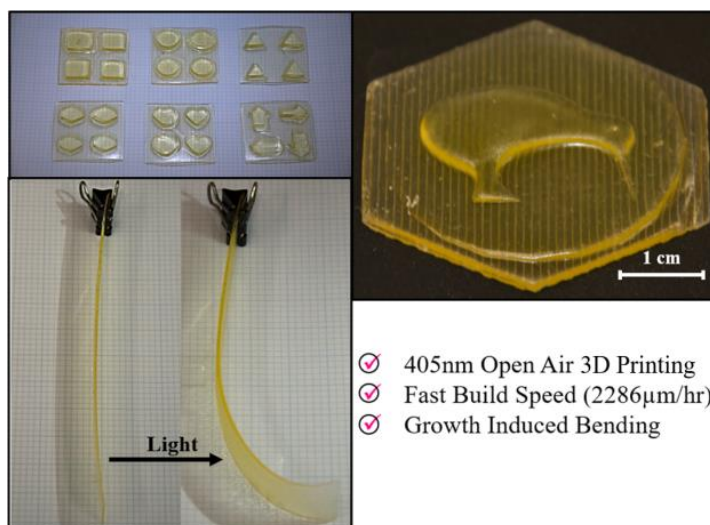 1 cm
Light
405nm Open Air 3D Printing
Fast Build Speed (2286µm/hr)
Growth Induced Bending